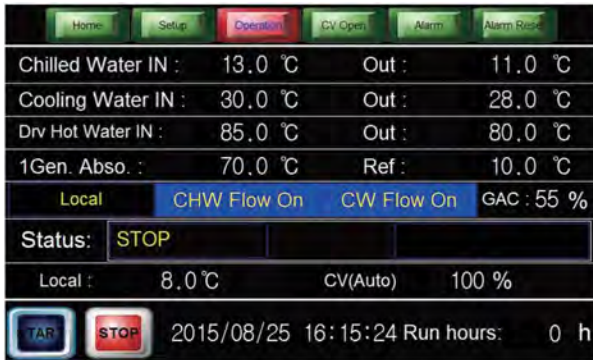 Home Setup Operation CV Open Alarm Alarm Reset
Chilled Water IN : 13.0 ℃ Out : 11.0 ℃
Cooling Water IN : 30.0 ℃ Out : 28.0 ℃
Drv Hot Water IN : 85.0 ℃ Out : 80.0 ℃
1Gen. Abso. : 70.0 ℃ Ref : 10.0 ℃
Local CHW Flow On CW Flow On GAC : 55 %
Status: STOP
Local : 8.0℃ CV(Auto) 100 %
TAR STOP 2015/08/25 16:15:24 Run hours: 0 h